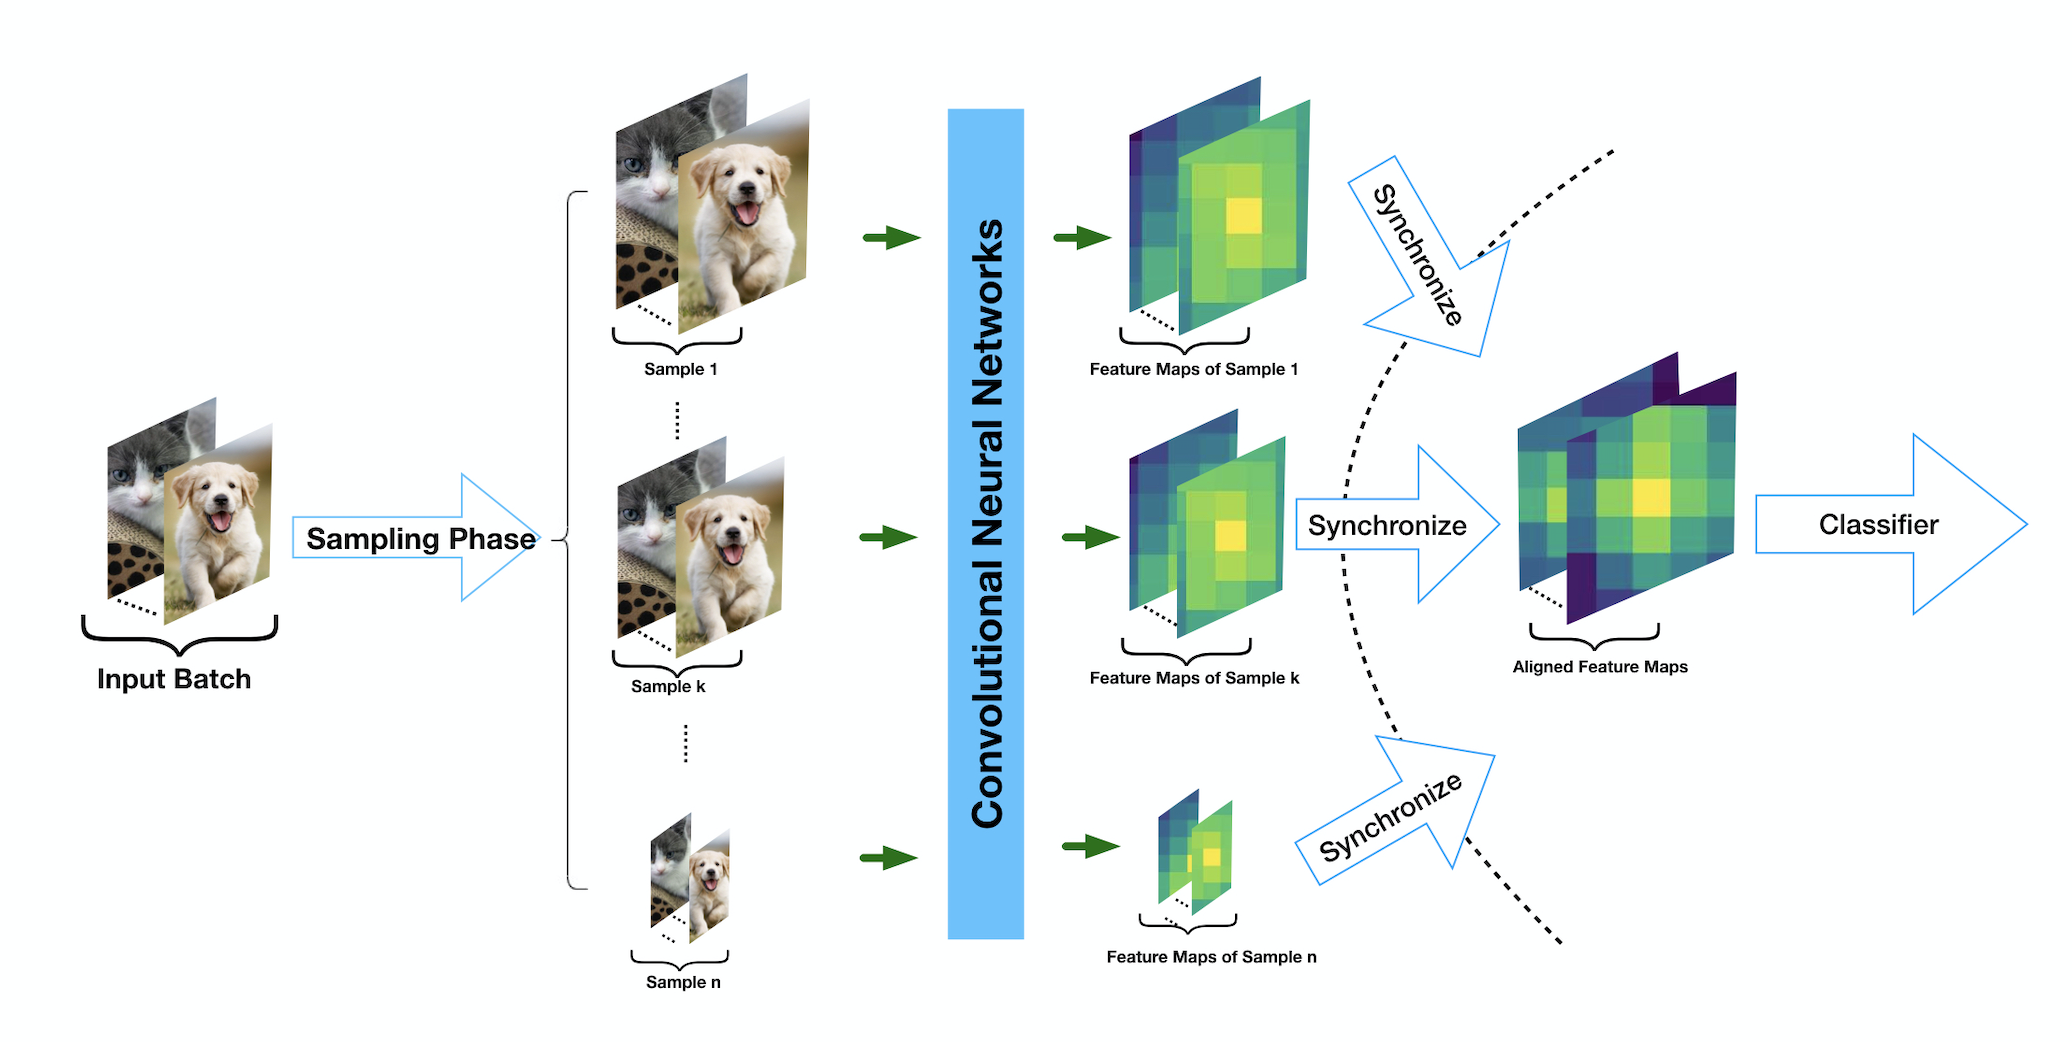 Input Batch
Sampling Phase
Sample 1
Sample k
Sample n
Convolutional Neural Networks
Feature Maps of Sample 1
Feature Maps of Sample k
Feature Maps of Sample n
Synchronize
Synchronize
Synchronize
Aligned Feature Maps
Classifier